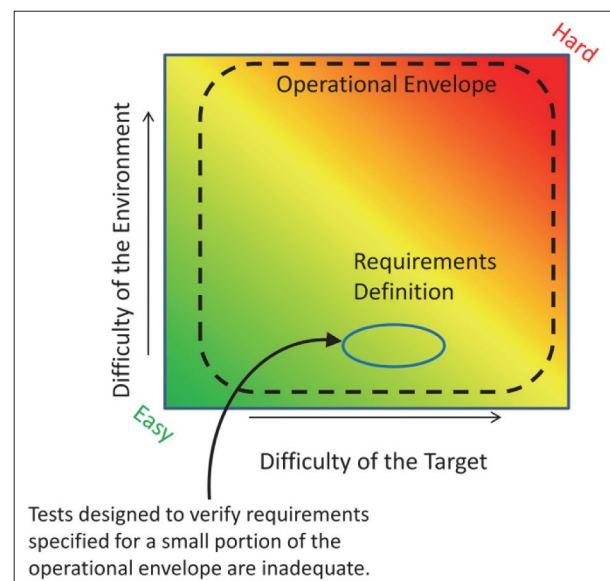 Hard
Operational Envelope
Difficulty of the Environment
Requirements
Definition
Easy
Difficulty of the Target
Tests designed to verify requirements
specified for a small portion of the
operational envelope are inadequate.